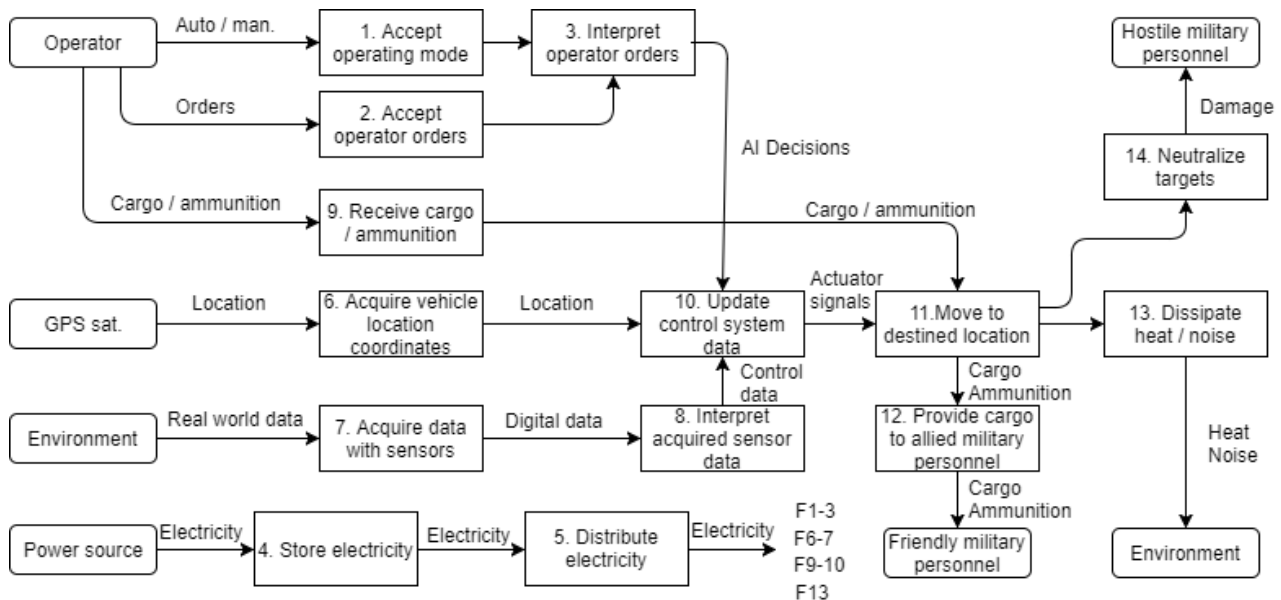 Operator
Auto / man.
1. Accept
operating mode
3. Interpret
operator orders
Hostile military
personnel
Orders
2. Accept
operator orders
Damage
AI Decisions
14. Neutralize
targets
Cargo / ammunition
9. Receive cargo
/ ammunition
Cargo / ammunition
GPS sat.
Location
6. Acquire vehicle
location
coordinates
Location
10. Update
control system
data
Actuator
signals
11.Move to
destined location
13. Dissipate
heat / noise
Control
data
Cargo
Ammunition
Environment
Real world data
7. Acquire data
with sensors
Digital data
8. Interpret
acquired sensor
data
12. Provide cargo
to allied military
personnel
Heat
Noise
Cargo
Ammunition
Power source
Electricity
4. Store electricity
Electricity
5. Distribute
electricity
Electricity
F1-3
F6-7
F9-10
F13
Friendly military
personnel
Environment